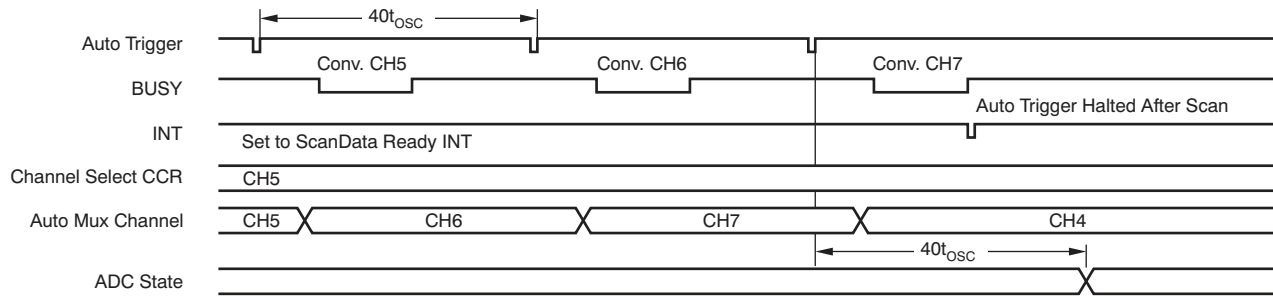 40tOSC
Auto Trigger
Conv. CH5 Conv. CH6 Conv. CH7
BUSY
Auto Trigger Halted After Scan
INT
Set to ScanData Ready INT
Channel Select CCR CH5
Auto Mux Channel CH5 CH6 CH7 CH4
40tOSC
ADC State